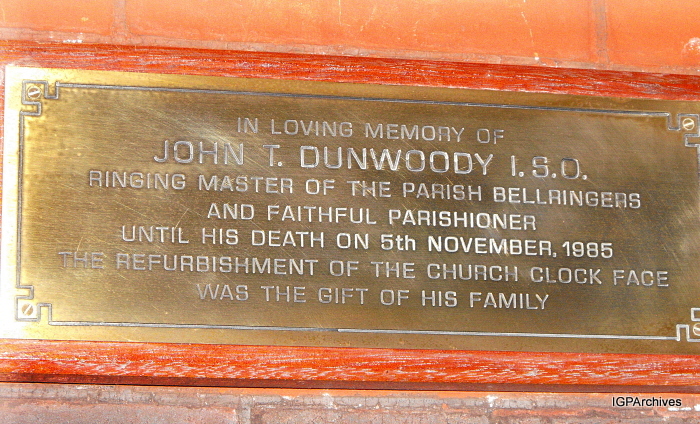 IN LOVING MEMORY OF
JOHN T. DUNWOODY I.S.O.
RINGING MASTER OF THE PARISH BELLRINGERS
AND FAITHFUL PARISHIONER
UNTIL HIS DEATH ON 5th NOVEMBER, 1985
THE REFURBISHMENT OF THE CHURCH CLOCK FACE
WAS THE GIFT OF HIS FAMILY
IGPArchives